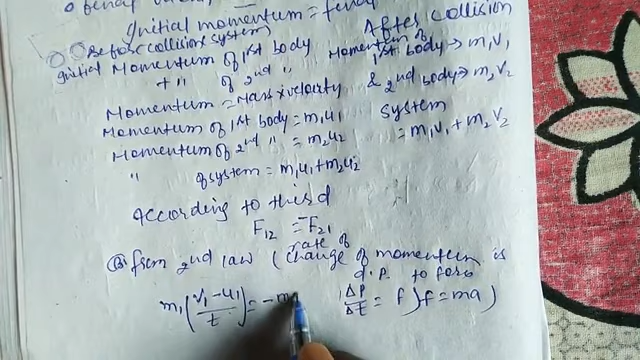 Initial momentum =
Before collision system) After collision
Initial Momentum of 1st body Momentum of
+ " of 2nd " 1st body → m₁v₁
Momentum = Mass x velocity & 2nd body → m₂v₂
Momentum of 1st body = m₁u₁ system
Momentum of 2nd " = m₂u₂ = m₁v₁ + m₂v₂
" of system = m₁u₁+m₂u₂
According to third
F₁₂ = -F₂₁
from 2nd law ( rate of change of momentum is
d.p. to force
m₁(v₁-u₁/t) = -m ΔP/Δt = f } f = ma )